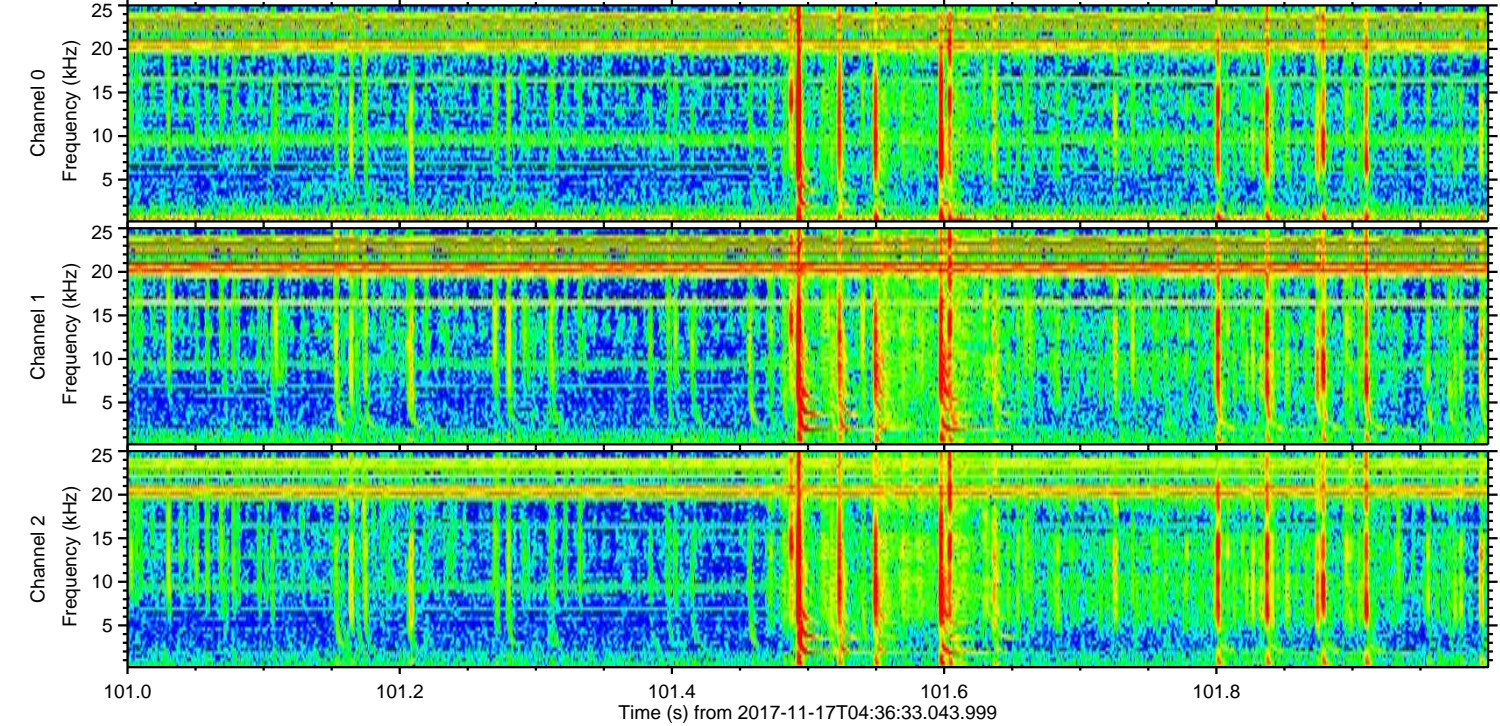 Channel 0
Frequency (kHz)
25
20
15
10
5
Channel 1
Frequency (kHz)
25
20
15
10
5
Channel 2
Frequency (kHz)
25
20
15
10
5
101.0 101.2 101.4 101.6 101.8
Time (s) from 2017-11-17T04:36:33.043.999